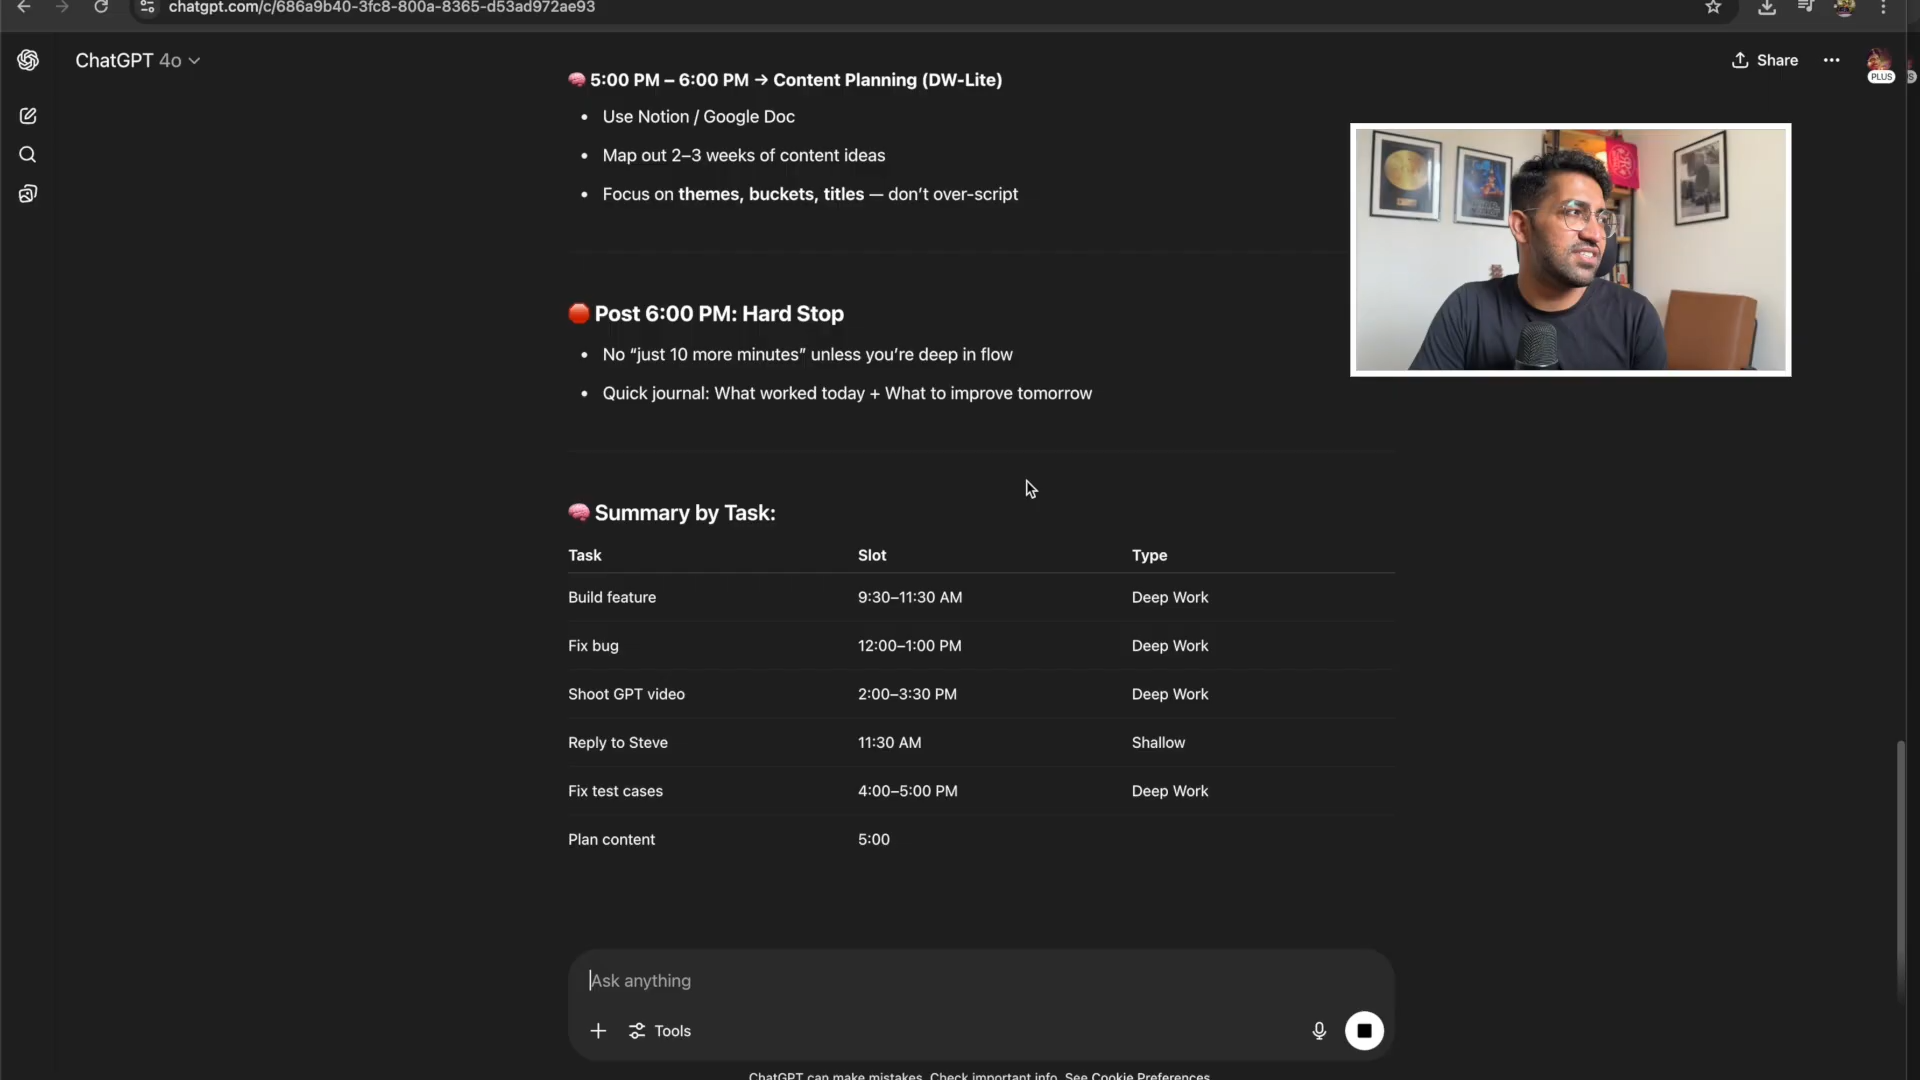 chatgpt.com/c/686a9b40-3fc8-800a-8365-d53ad972ae93
ChatGPT 4o
Share
PLUS
🧠 5:00 PM – 6:00 PM → Content Planning (DW-Lite)
• Use Notion / Google Doc
• Map out 2–3 weeks of content ideas
• Focus on themes, buckets, titles — don’t over-script
🛑 Post 6:00 PM: Hard Stop
• No “just 10 more minutes” unless you’re deep in flow
• Quick journal: What worked today + What to improve tomorrow
🧠 Summary by Task:
Task Slot Type
Build feature 9:30–11:30 AM Deep Work
Fix bug 12:00–1:00 PM Deep Work
Shoot GPT video 2:00–3:30 PM Deep Work
Reply to Steve 11:30 AM Shallow
Fix test cases 4:00–5:00 PM Deep Work
Plan content 5:00
Ask anything
Tools
ChatGPT can make mistakes. Check important info. See Cookie Preferences.